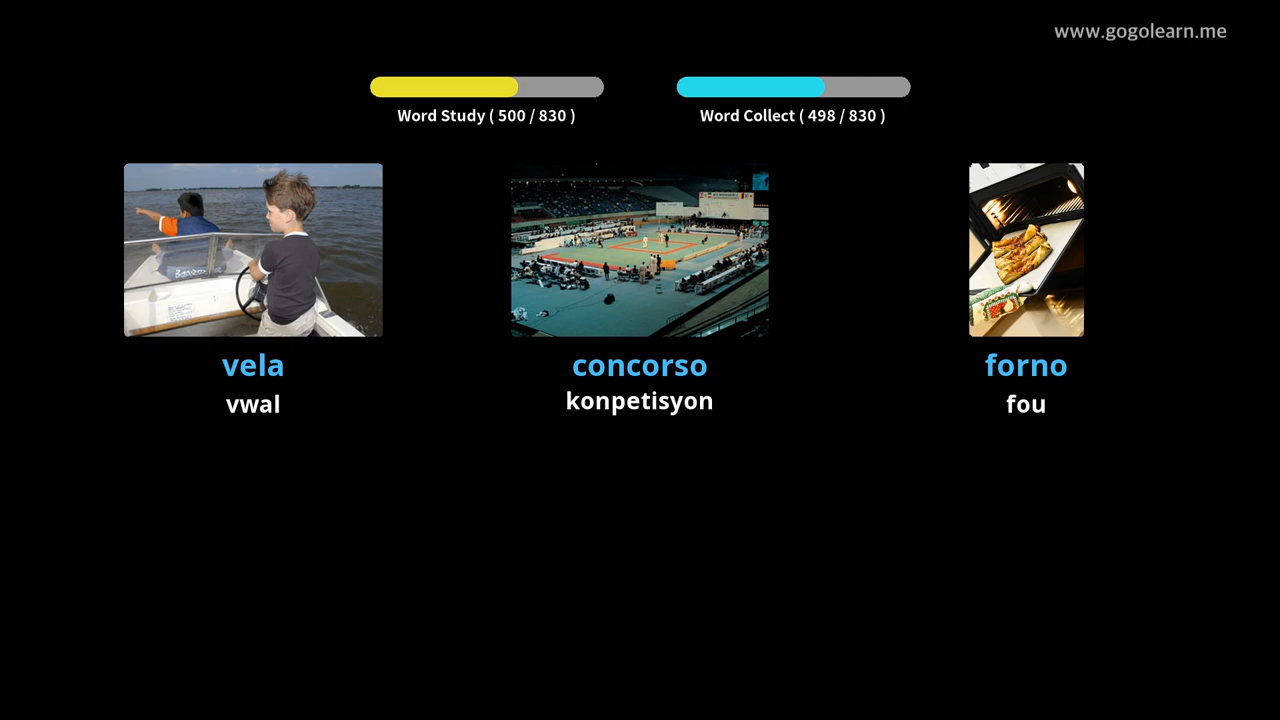 www.gogolearn.me
Word Study ( 500 / 830 )
Word Collect ( 498 / 830 )
vela
vwal
concorso
konpetisyon
forno
fou